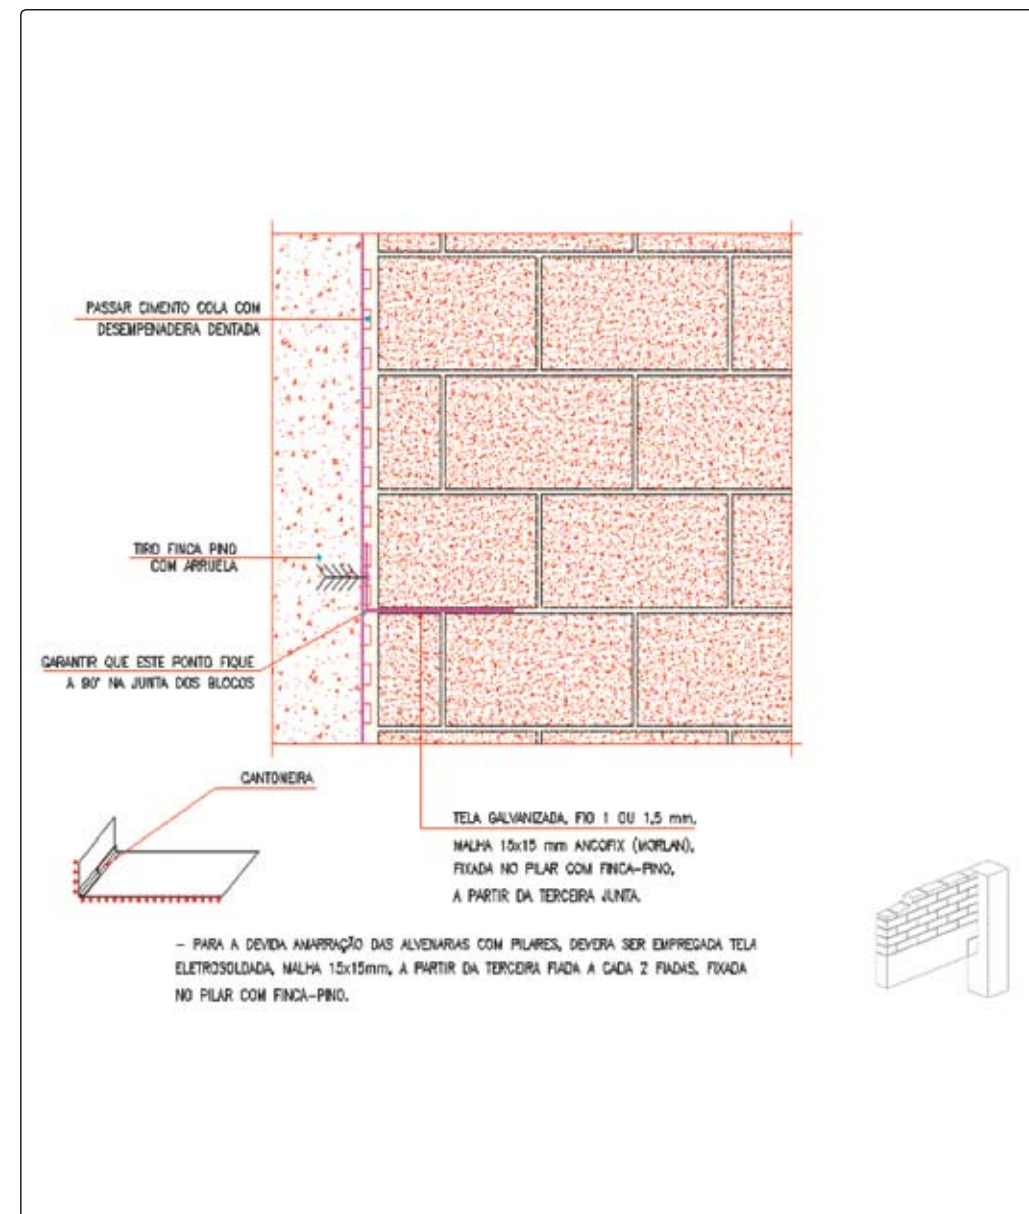 PASSAR CIMENTO COLA COM
DESEMPENADEIRA DENTADA
TIRO FINCA PINO
COM ARRUELA
GARANTIR QUE ESTE PONTO FIQUE
A 90° NA JUNTA DOS BLOCOS
CANTONEIRA
TELA GALVANIZADA, FIO 1 OU 1,5 mm,
MALHA 15x15 mm ANCOFIX (MORLAN),
FIXADA NO PILAR COM FINCA-PINO,
A PARTIR DA TERCEIRA JUNTA.
- PARA A DEVIDA AMARRAÇÃO DAS ALVENARIAS COM PILARES, DEVERA SER EMPREGADA TELA
ELETROSOLDADA, MALHA 15x15mm, A PARTIR DA TERCEIRA FIADA A CADA 2 FIADAS, FIXADA
NO PILAR COM FINCA-PINO.